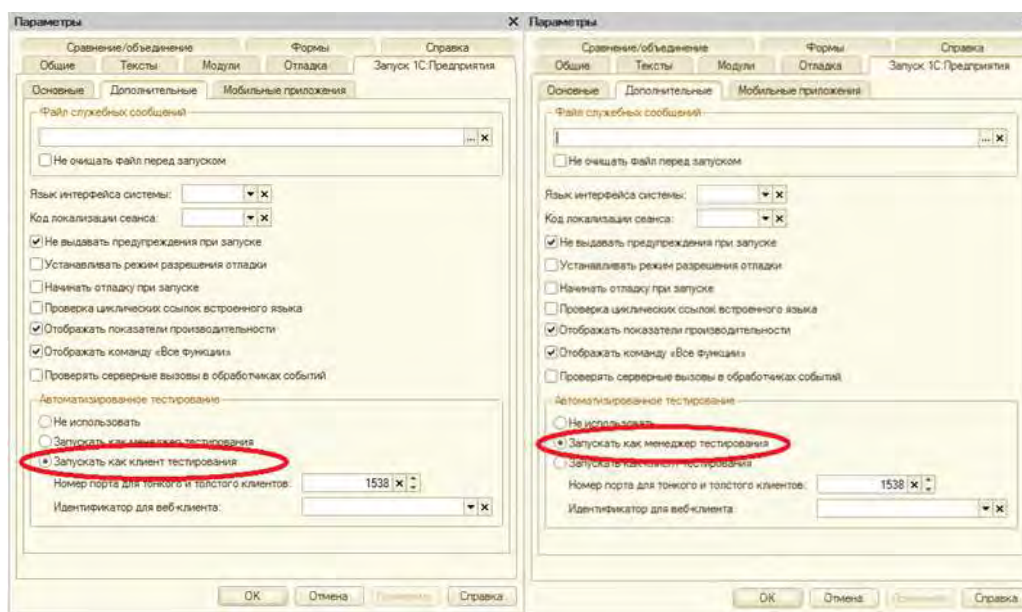 Параметры
Сравнение/объединение Формы Справка
Общие Тексты Модули Отладка Запуск 1С:Предприятия
Основные Дополнительные Мобильные приложения
Файл служебных сообщений
...
Не очищать файл перед запуском
Язык интерфейса системы:
Код локализации сеанса:
Не выдавать предупреждения при запуске
Устанавливать режим разрешения отладки
Начинать отладку при запуске
Проверка циклических ссылок встроенного языка
Отображать показатели производительности
Отображать команду «Все функции»
Проверять серверные вызовы в обработчиках событий
Автоматизированное тестирование
Не использовать
Запускать как менеджер тестирования
Запускать как клиент тестирования
Номер порта для тонкого и толстого клиентов: 1538
Идентификатор для веб-клиента:
OK Отмена Применить Справка
Параметры
Сравнение/объединение Формы Справка
Общие Тексты Модули Отладка Запуск 1С:Предприятия
Основные Дополнительные Мобильные приложения
Файл служебных сообщений
...
Не очищать файл перед запуском
Язык интерфейса системы:
Код локализации сеанса:
Не выдавать предупреждения при запуске
Устанавливать режим разрешения отладки
Начинать отладку при запуске
Проверка циклических ссылок встроенного языка
Отображать показатели производительности
Отображать команду «Все функции»
Проверять серверные вызовы в обработчиках событий
Автоматизированное тестирование
Не использовать
Запускать как менеджер тестирования
Запускать как клиент тестирования
Номер порта для тонкого и толстого клиентов: 1538
Идентификатор для веб-клиента:
OK Отмена Справка